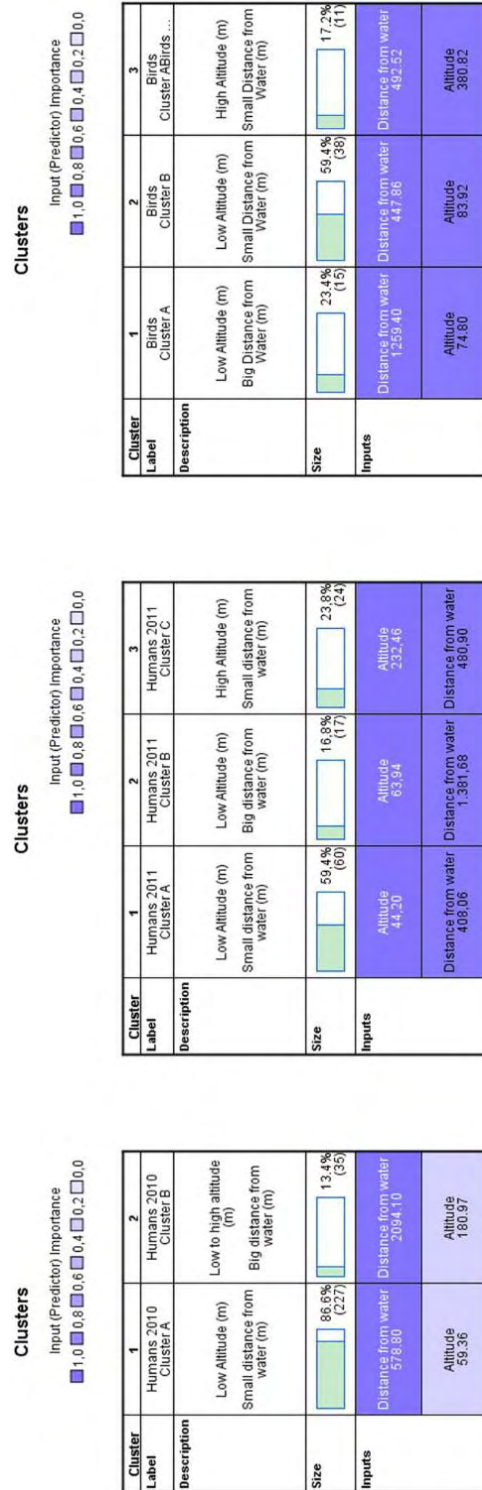 Clusters
Input (Predictor) Importance
1,0 0,8 0,6 0,4 0,2 0,0
Cluster 1 2
Label Humans 2010 Cluster A Humans 2010 Cluster B
Description Low Altitude (m) Small distance from water (m) Low to high altitude (m) Big distance from water (m)
Size 86.6% (227) 13.4% (35)
Inputs Distance from water 578.80 Distance from water 2094.10
Altitude 59.36 Altitude 180.97
Clusters
Input (Predictor) Importance
1,0 0,8 0,6 0,4 0,2 0,0
Cluster 1 2 3
Label Humans 2011 Cluster A Humans 2011 Cluster B Humans 2011 Cluster C
Description Low Altitude (m) Small distance from water (m) Low Altitude (m) Big distance from water (m) High Altitude (m) Small distance from water (m)
Size 59,4% (60) 16,8% (17) 23,8% (24)
Inputs Altitude 44,20 Altitude 63,94 Altitude 232,46
Distance from water 408,06 Distance from water 1.381,68 Distance from water 480,90
Clusters
Input (Predictor) Importance
1,0 0,8 0,6 0,4 0,2 0,0
Cluster 1 2 3
Label Birds Cluster A Birds Cluster B Birds Cluster ABirds ...
Description Low Altitude (m) Big Distance from Water (m) Low Altitude (m) Small Distance from Water (m) High Altitude (m) Small Distance from Water (m)
Size 23.4% (15) 59.4% (38) 17.2% (11)
Inputs Distance from water 1259.40 Distance from water 447.86 Distance from water 492.52
Altitude 74.80 Altitude 83.92 Altitude 380.82